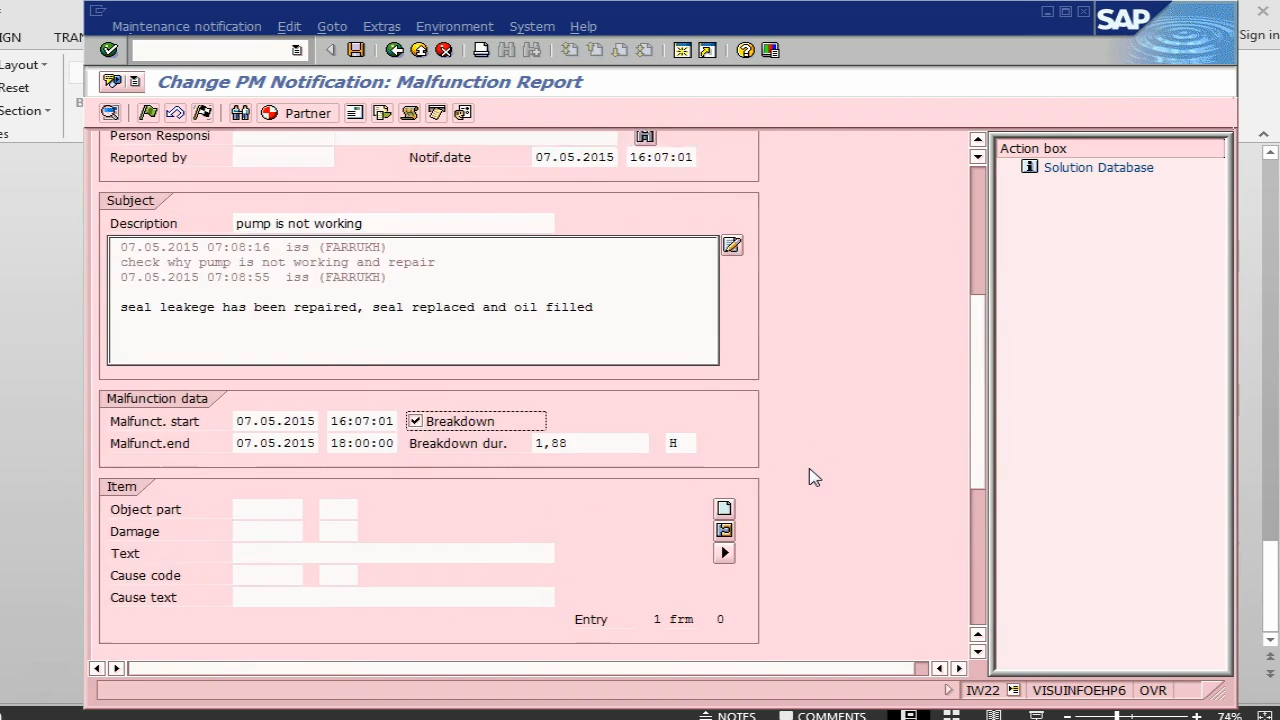 Maintenance notification Edit Goto Extras Environment System Help
SAP
IGN TRAN
Sign in
Layout
Change PM Notification: Malfunction Report
Reset
Section
Partner
Person Responsi
Reported by Notif.date 07.05.2015 16:07:01
Action box
Solution Database
Subject
Description pump is not working
07.05.2015 07:08:16 iss (FARRUKH)
check why pump is not working and repair
07.05.2015 07:08:55 iss (FARRUKH)
seal leakege has been repaired, seal replaced and oil filled
Malfunction data
Malfunct. start 07.05.2015 16:07:01 Breakdown
Malfunct.end 07.05.2015 18:00:00 Breakdown dur. 1,88 H
Item
Object part
Damage
Text
Cause code
Cause text
Entry 1 frm 0
IW22 VISUINFOEHP6 OVR
NOTES COMMENTS 74%